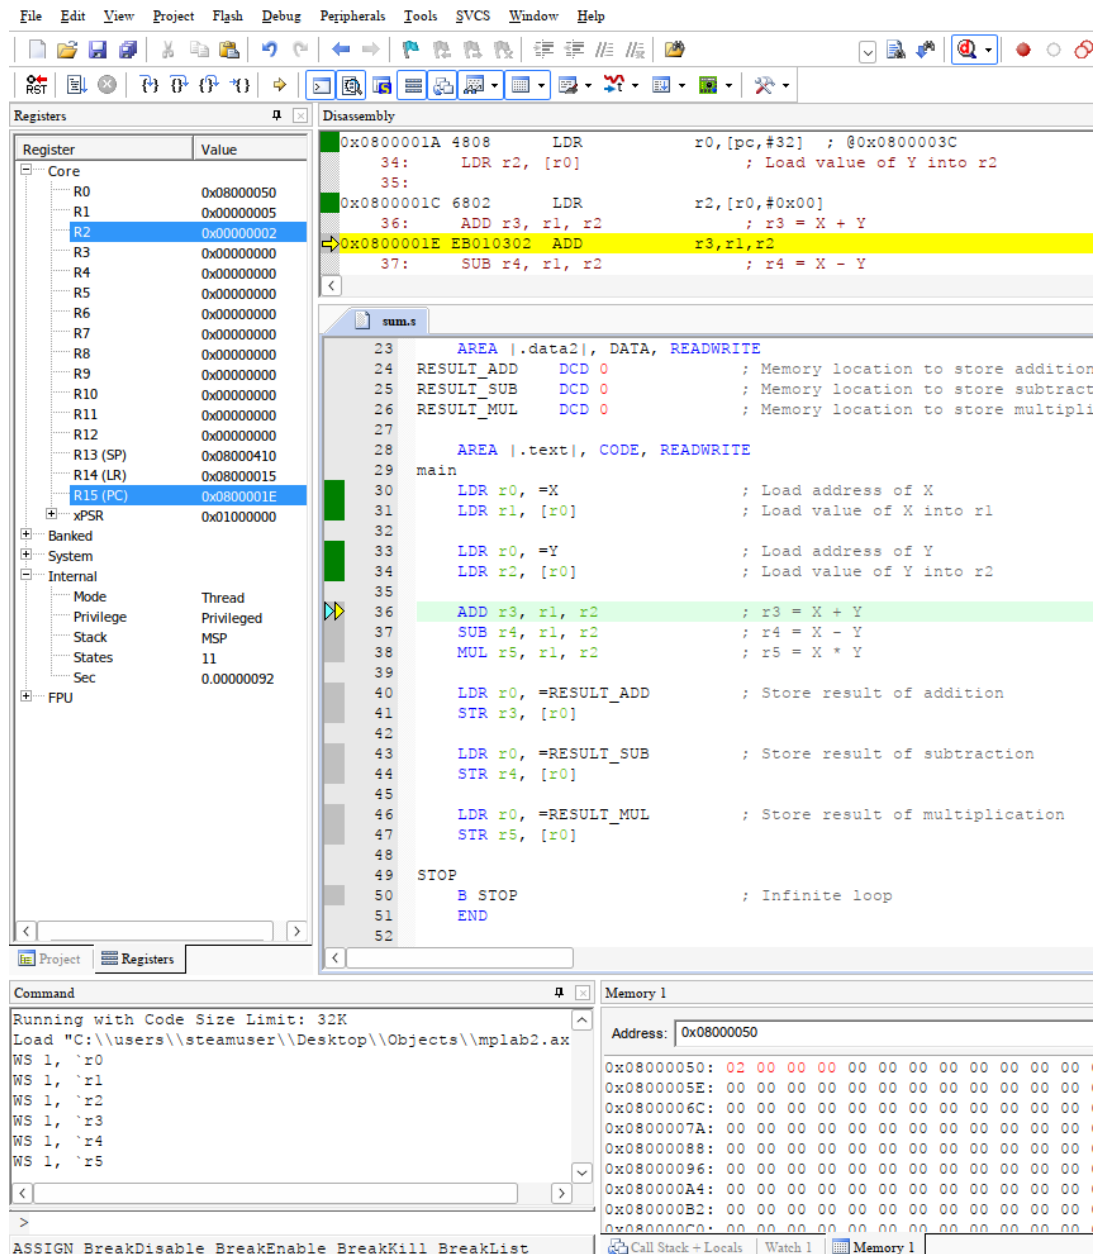 File Edit View Project Flash Debug Peripherals Tools SVCS Window Help
RST
Registers
Register Value
Core
R0 0x08000050
R1 0x00000005
R2 0x00000002
R3 0x00000000
R4 0x00000000
R5 0x00000000
R6 0x00000000
R7 0x00000000
R8 0x00000000
R9 0x00000000
R10 0x00000000
R11 0x00000000
R12 0x00000000
R13 (SP) 0x08000410
R14 (LR) 0x08000015
R15 (PC) 0x0800001E
xPSR 0x01000000
Banked
System
Internal
Mode Thread
Privilege Privileged
Stack MSP
States 11
Sec 0.00000092
FPU
Project Registers
Disassembly
0x0800001A 4808 LDR r0,[pc,#32] ; @0x0800003C
34: LDR r2, [r0] ; Load value of Y into r2
35:
0x0800001C 6802 LDR r2,[r0,#0x00]
36: ADD r3, r1, r2 ; r3 = X + Y
0x0800001E EB010302 ADD r3,r1,r2
37: SUB r4, r1, r2 ; r4 = X - Y
sum.s
23 AREA |.data2|, DATA, READWRITE
24 RESULT_ADD DCD 0 ; Memory location to store addition
25 RESULT_SUB DCD 0 ; Memory location to store subtract
26 RESULT_MUL DCD 0 ; Memory location to store multipli
27
28 AREA |.text|, CODE, READWRITE
29 main
30 LDR r0, =X ; Load address of X
31 LDR r1, [r0] ; Load value of X into r1
32
33 LDR r0, =Y ; Load address of Y
34 LDR r2, [r0] ; Load value of Y into r2
35
36 ADD r3, r1, r2 ; r3 = X + Y
37 SUB r4, r1, r2 ; r4 = X - Y
38 MUL r5, r1, r2 ; r5 = X * Y
39
40 LDR r0, =RESULT_ADD ; Store result of addition
41 STR r3, [r0]
42
43 LDR r0, =RESULT_SUB ; Store result of subtraction
44 STR r4, [r0]
45
46 LDR r0, =RESULT_MUL ; Store result of multiplication
47 STR r5, [r0]
48
49 STOP
50 B STOP ; Infinite loop
51 END
52
Command
Running with Code Size Limit: 32K
Load "C:\\users\\steamuser\\Desktop\\Objects\\mplab2.ax
WS 1, `r0
WS 1, `r1
WS 1, `r2
WS 1, `r3
WS 1, `r4
WS 1, `r5
>
ASSIGN BreakDisable BreakEnable BreakKill BreakList
Memory 1
Address: 0x08000050
0x08000050: 02 00 00 00 00 00 00 00 00 00 00 00
0x0800005E: 00 00 00 00 00 00 00 00 00 00 00 00
0x0800006C: 00 00 00 00 00 00 00 00 00 00 00 00
0x0800007A: 00 00 00 00 00 00 00 00 00 00 00 00
0x08000088: 00 00 00 00 00 00 00 00 00 00 00 00
0x08000096: 00 00 00 00 00 00 00 00 00 00 00 00
0x080000A4: 00 00 00 00 00 00 00 00 00 00 00 00
0x080000B2: 00 00 00 00 00 00 00 00 00 00 00 00
0x080000C0: 00 00 00 00 00 00 00 00 00 00 00 00
Call Stack + Locals Watch 1 Memory 1